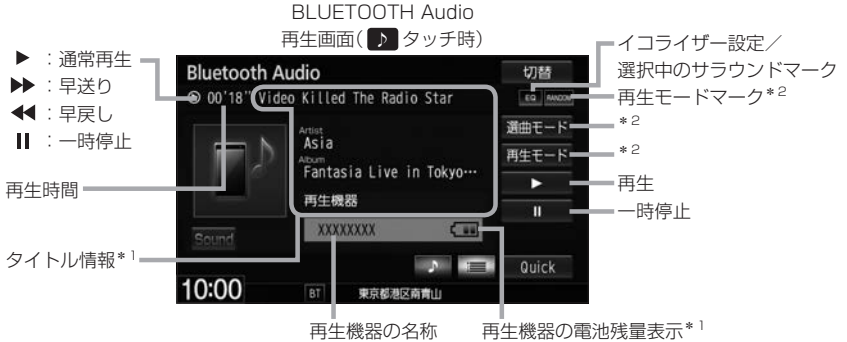 BLUETOOTH Audio
再生画面( ♪ タッチ時)
▶ :通常再生
▶▶ :早送り
◀◀ :早戻し
II :一時停止
再生時間
タイトル情報*1
Bluetooth Audio
00'18" Video Killed The Radio Star
Artist
Asia
Album
Fantasia Live in Tokyo…
再生機器
XXXXXXXX
Sound
10:00
BT
東京都港区南青山
切替
EQ
RANDOM
選曲モード
再生モード
▶
II
♪
Quick
イコライザー設定/
選択中のサラウンドマーク
再生モードマーク*2
*2
*2
再生
一時停止
再生機器の名称
再生機器の電池残量表示*1